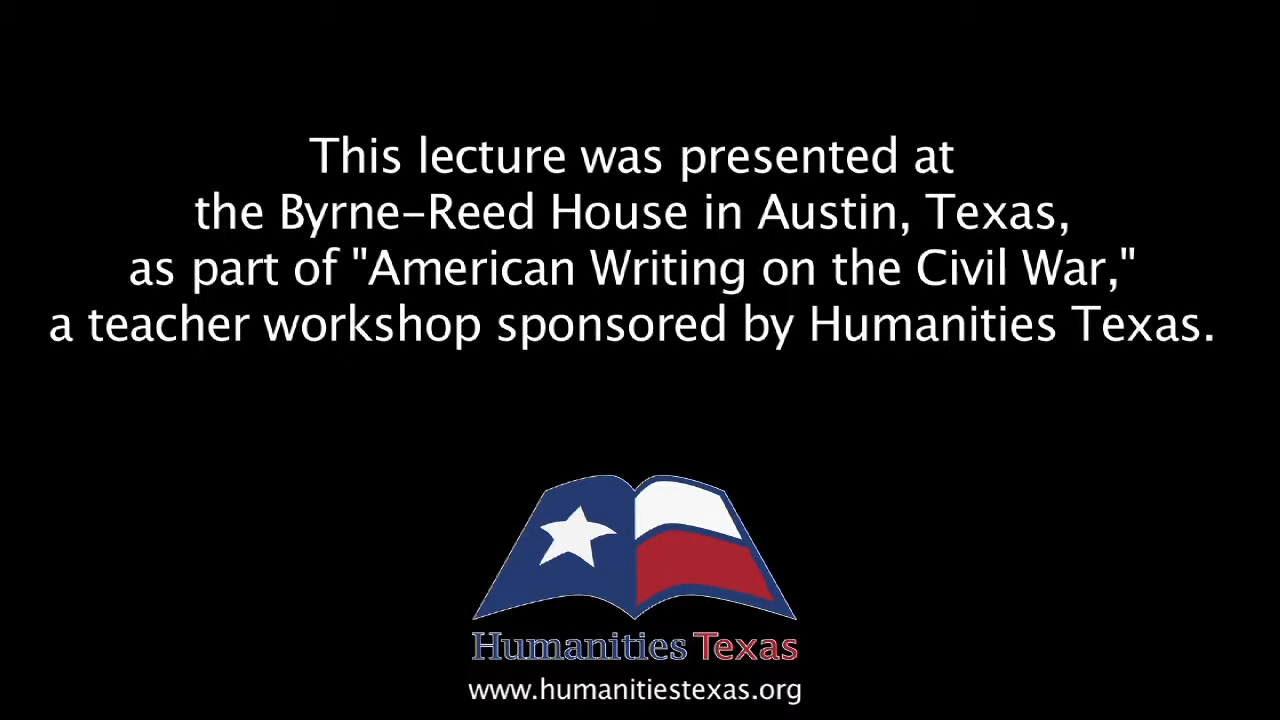 This lecture was presented at
the Byrne-Reed House in Austin, Texas,
as part of "American Writing on the Civil War,"
a teacher workshop sponsored by Humanities Texas.
Humanities Texas
www.humanitiestexas.org